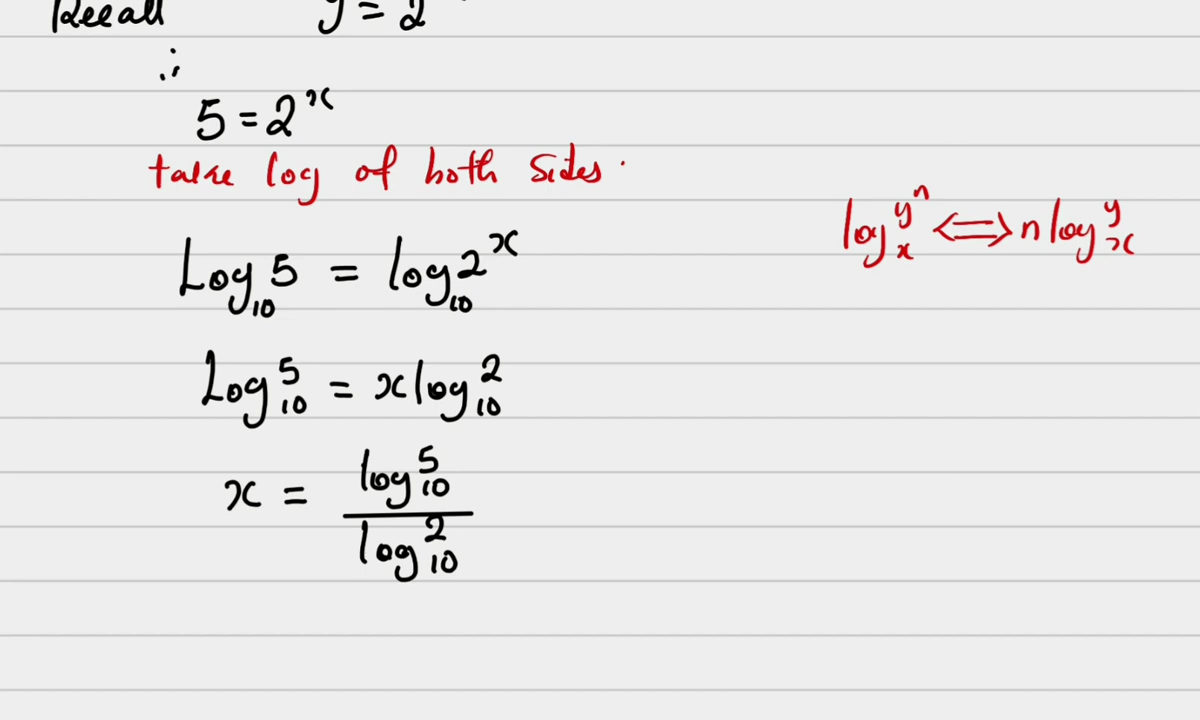 Recall y = 2
∴
5 = 2^x
take log of both sides.
log_x y^n <=> n log_x y
Log_10 5 = log_10 2^x
Log_10 5 = x log_10 2
x = log_10 5 / log_10 2